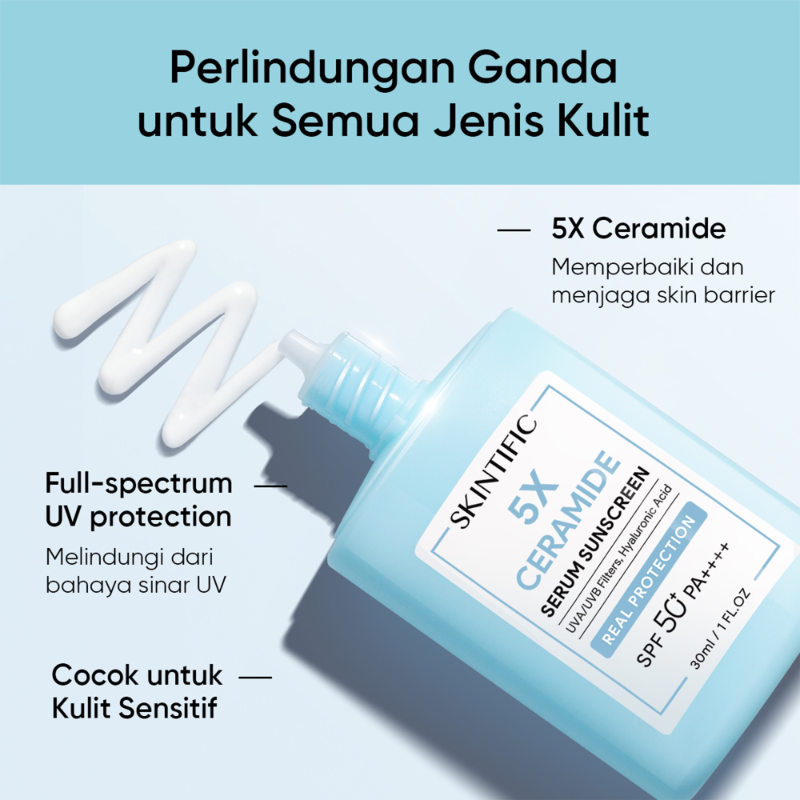 Perlindungan Ganda
untuk Semua Jenis Kulit
5X Ceramide
Memperbaiki dan
menjaga skin barrier
Full-spectrum
UV protection
Melindungi dari
bahaya sinar UV
Cocok untuk
Kulit Sensitif
SKINTIFIC
5X
CERAMIDE
SERUM SUNSCREEN
UVA/UVB Filters, Hyaluronic Acid
REAL PROTECTION
SPF 50+ PA++++
30ml / 1 FL.OZ